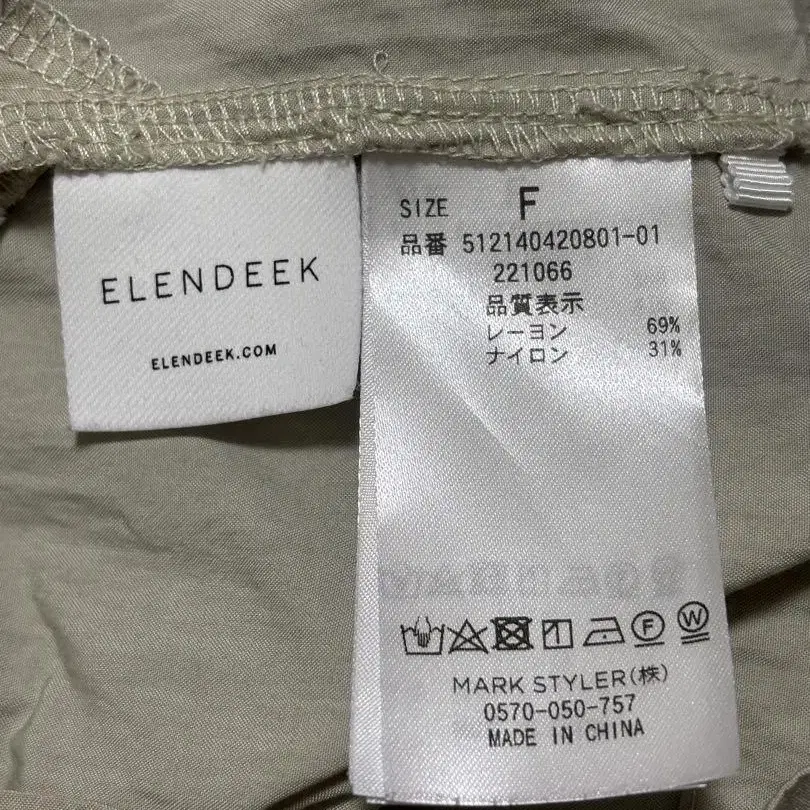 ELENDEEK
ELENDEEK.COM
SIZE F
品番 512140420801-01
221066
品質表示
レーヨン 69%
ナイロン 31%
F W
MARK STYLER(株)
0570-050-757
MADE IN CHINA